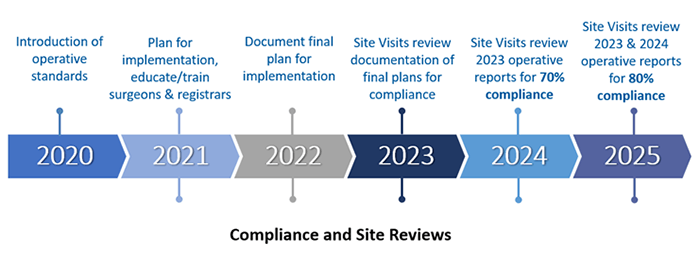 Introduction of
operative
standards
Plan for
implementation,
educate/train
surgeons & registrars
Document final
plan for
implementation
Site Visits review
documentation of
final plans for
compliance
Site Visits review
2023 operative
reports for 70%
compliance
Site Visits review
2023 & 2024
operative reports
for 80%
compliance
2020
2021
2022
2023
2024
2025
Compliance and Site Reviews